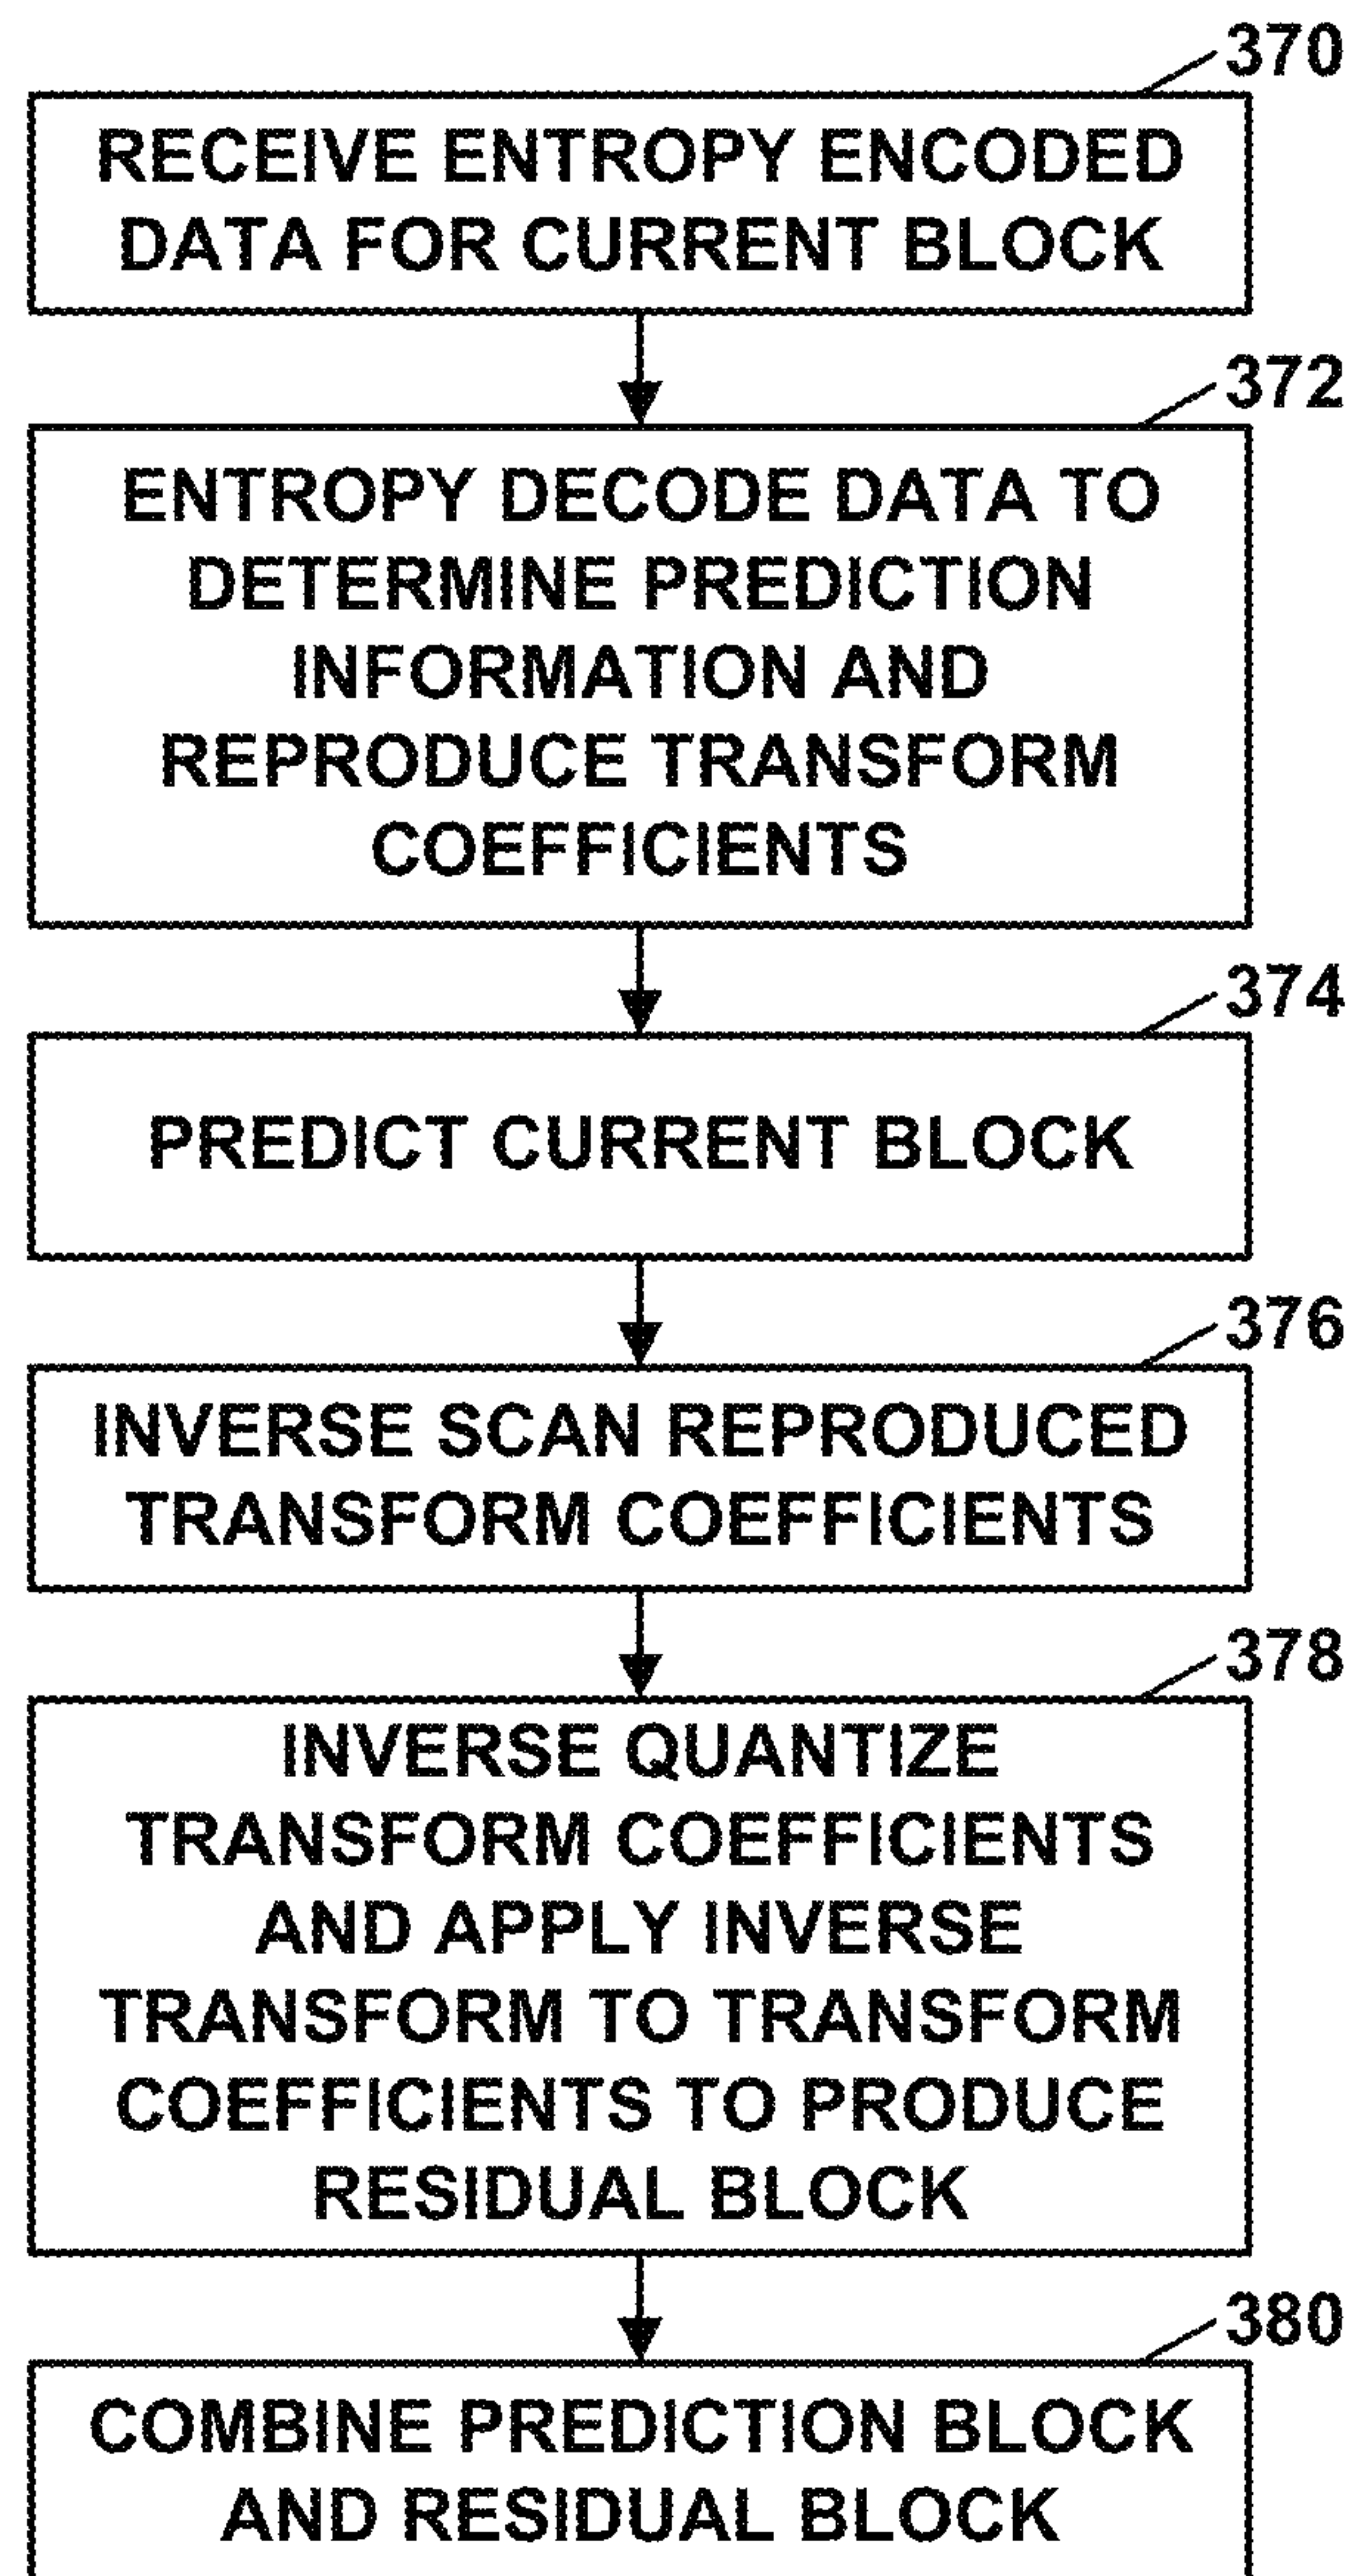 370
RECEIVE ENTROPY ENCODED
DATA FOR CURRENT BLOCK
372
ENTROPY DECODE DATA TO
DETERMINE PREDICTION
INFORMATION AND
REPRODUCE TRANSFORM
COEFFICIENTS
374
PREDICT CURRENT BLOCK
376
INVERSE SCAN REPRODUCED
TRANSFORM COEFFICIENTS
378
INVERSE QUANTIZE
TRANSFORM COEFFICIENTS
AND APPLY INVERSE
TRANSFORM TO TRANSFORM
COEFFICIENTS TO PRODUCE
RESIDUAL BLOCK
380
COMBINE PREDICTION BLOCK
AND RESIDUAL BLOCK